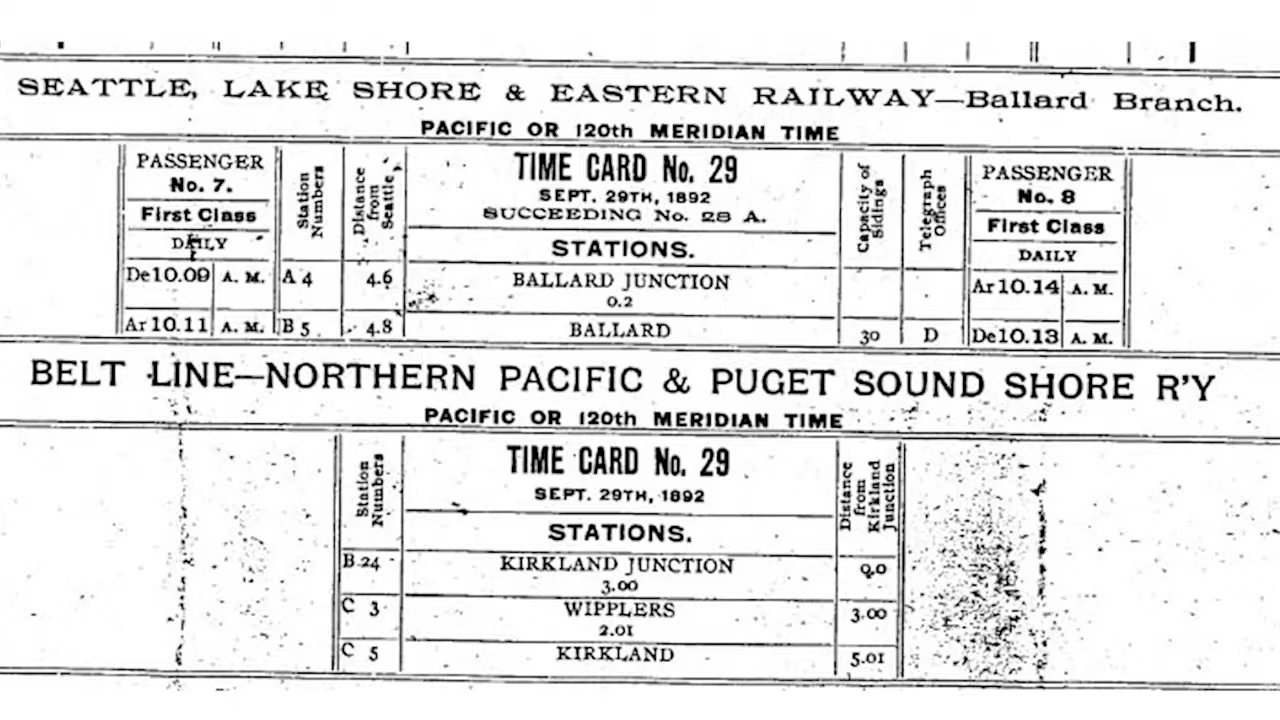 SEATTLE, LAKE SHORE & EASTERN RAILWAY—Ballard Branch.
PACIFIC OR 120th MERIDIAN TIME
PASSENGER
No. 7.
First Class
DAILY
Station Numbers
Distance from Seattle
TIME CARD No. 29
SEPT. 29TH, 1892
SUCCEEDING No. 28 A.
STATIONS.
Capacity of Sidings
Telegraph Offices
PASSENGER
No. 8
First Class
DAILY
De 10.09 A. M. A 4 4.6 BALLARD JUNCTION Ar 10.14 A. M.
0.2
Ar 10.11 A. M. B 5 4.8 BALLARD 30 D De 10.13 A. M.
BELT LINE—NORTHERN PACIFIC & PUGET SOUND SHORE R'Y
PACIFIC OR 120th MERIDIAN TIME
Station Numbers
TIME CARD No. 29
SEPT. 29TH, 1892
STATIONS.
Distance from Kirkland Junction
B 24 KIRKLAND JUNCTION 0.0
3.00
C 3 WIPPLERS 3.00
2.01
C 5 KIRKLAND 5.01